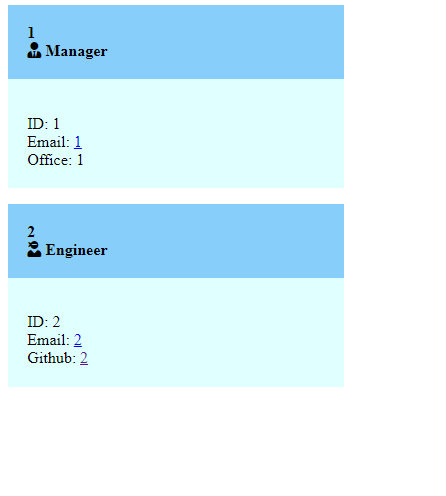 1
Manager
ID: 1
Email: 1
Office: 1
2
Engineer
ID: 2
Email: 2
Github: 2